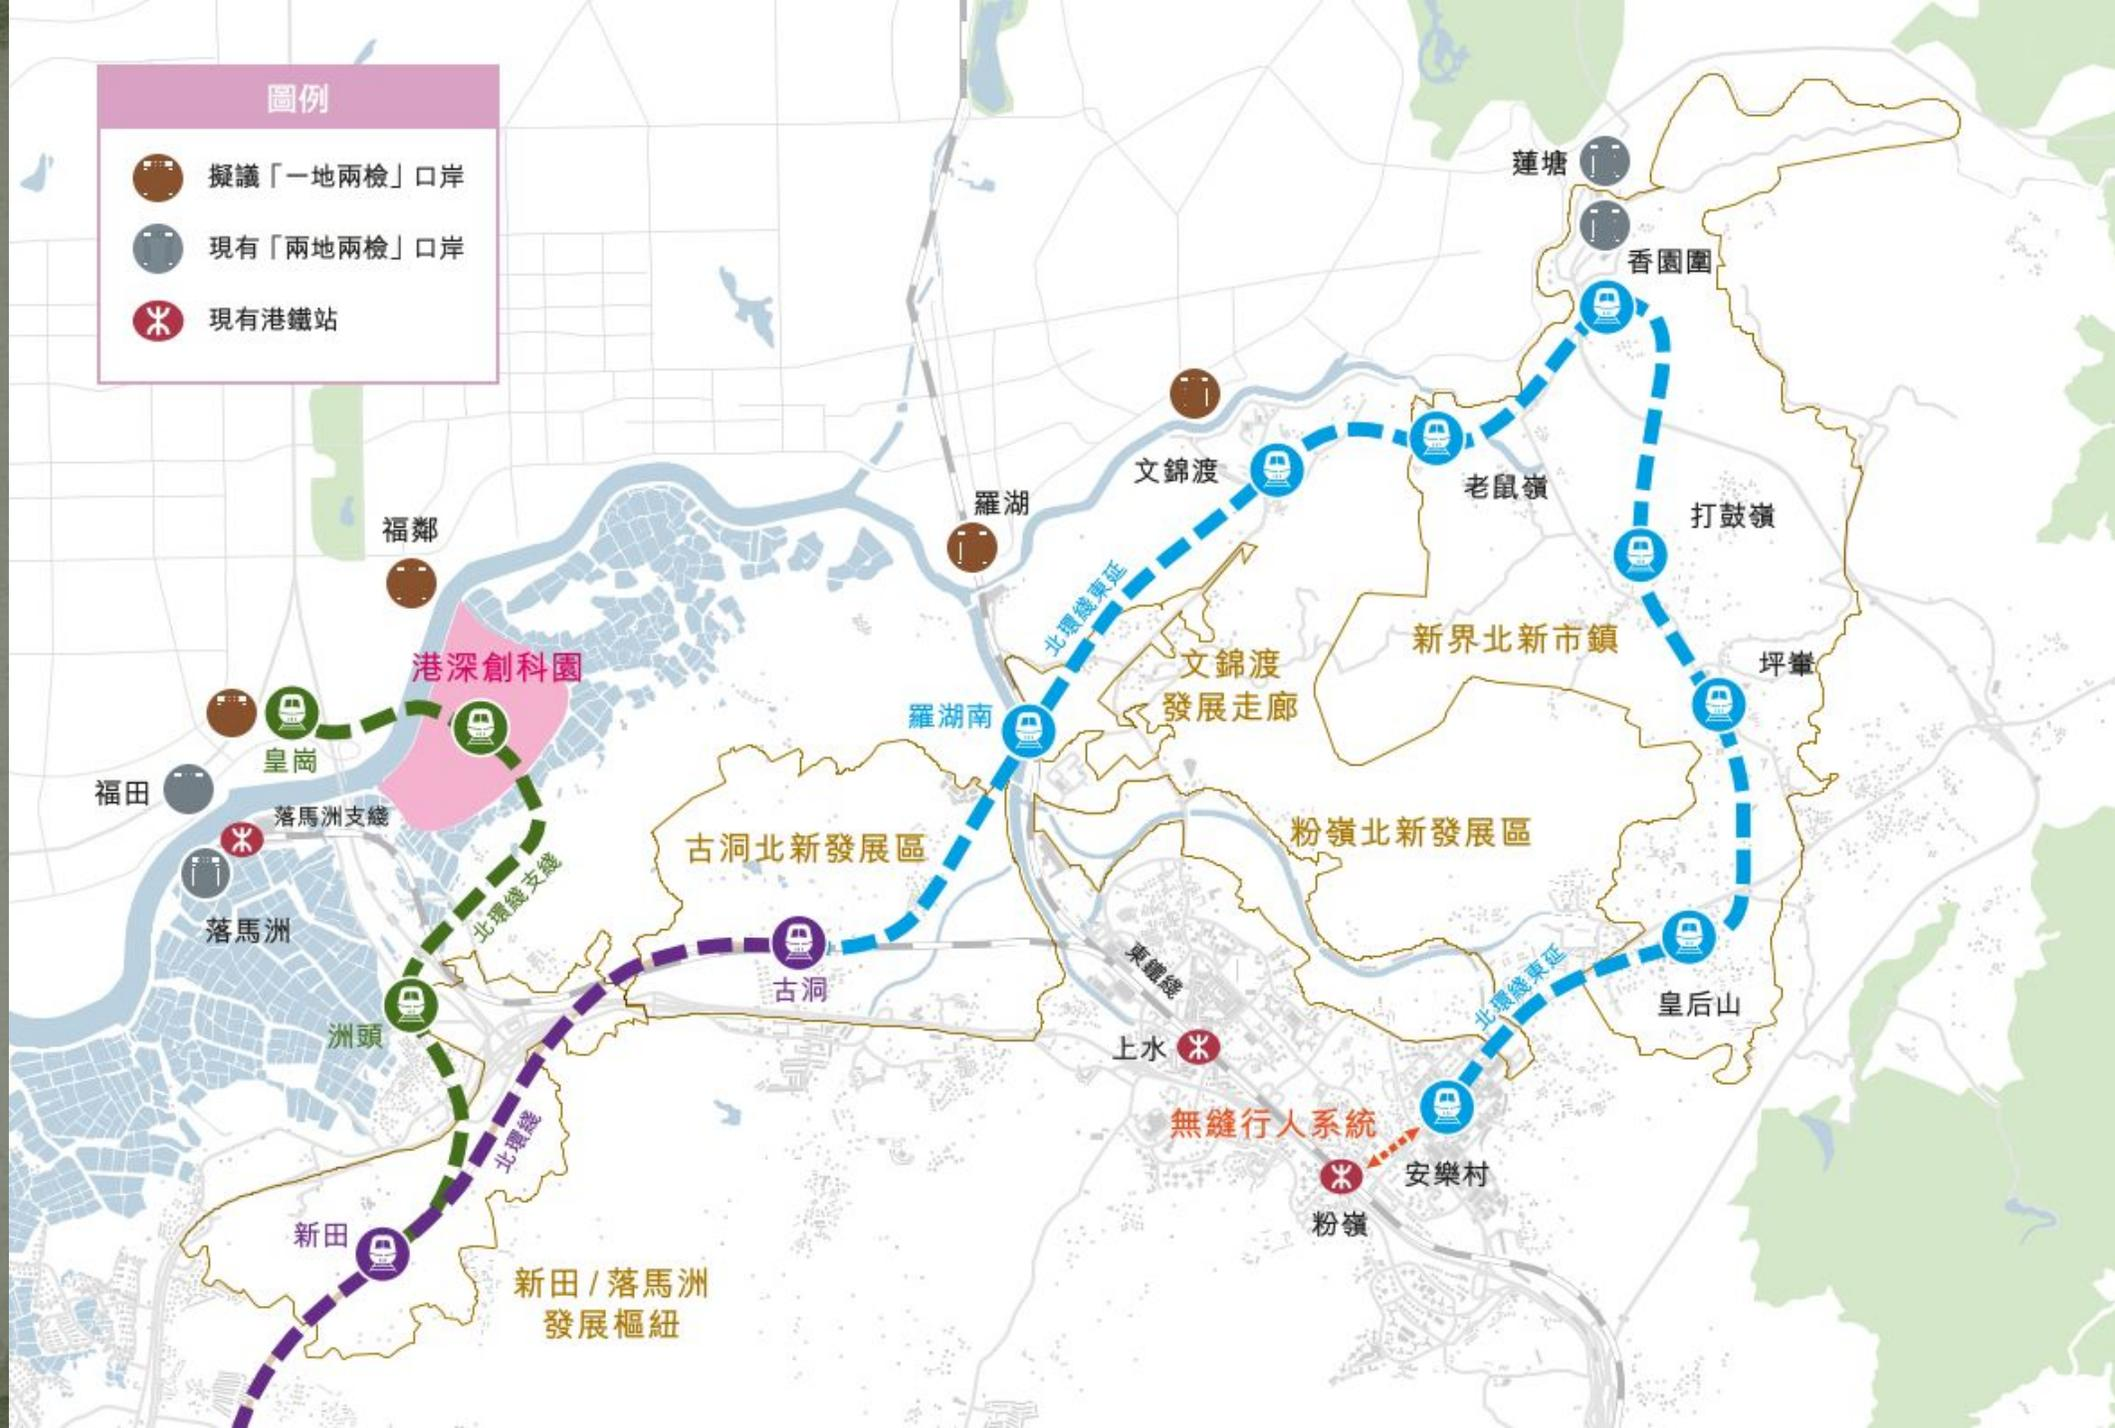 圖例
擬議「一地兩檢」口岸
現有「兩地兩檢」口岸
現有港鐵站
蓮塘
香園圍
文錦渡
老鼠嶺
羅湖
打鼓嶺
福鄰
北環綫東延
新界北新市鎮
港深創科園
文錦渡
發展走廊
坪輋
羅湖南
皇崗
福田
落馬洲支綫
古洞北新發展區
粉嶺北新發展區
北環綫支綫
落馬洲
東鐵綫
古洞
北環綫東延
皇后山
洲頭
上水
無縫行人系統
北環綫
安樂村
粉嶺
新田
新田 / 落馬洲
發展樞紐